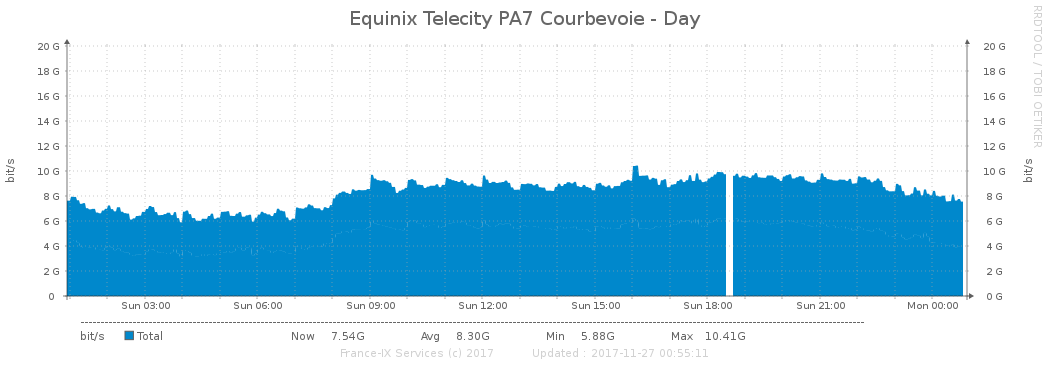 Equinix Telecity PA7 Courbevoie - Day
RRDTOOL / TOBI OETIKER
bit/s
20 G 20 G
18 G 18 G
16 G 16 G
14 G 14 G
12 G 12 G
10 G 10 G
8 G 8 G
6 G 6 G
4 G 4 G
2 G 2 G
0 0 G
bit/s
Sun 03:00 Sun 06:00 Sun 09:00 Sun 12:00 Sun 15:00 Sun 18:00 Sun 21:00 Mon 00:00
bit/s Total Now 7.54G Avg 8.30G Min 5.88G Max 10.41G
France-IX Services (c) 2017 Updated : 2017-11-27 00:55:11